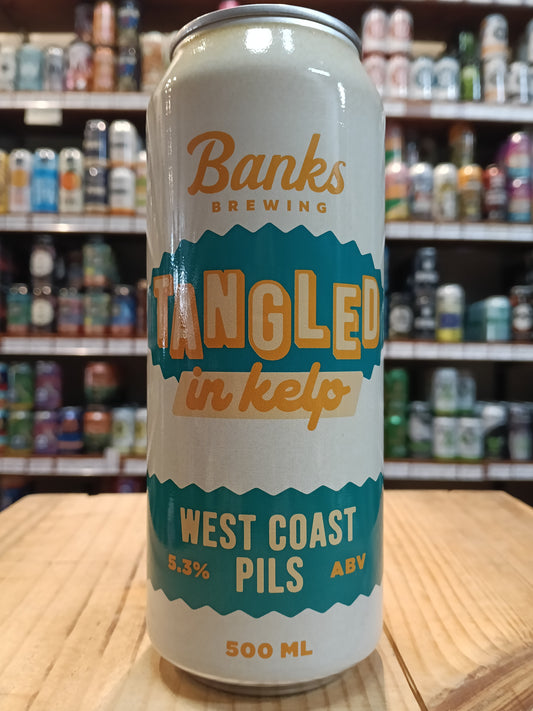 Banks
BREWING
TANGLED
in kelp
WEST COAST
5.3% PILS ABV
500 ML